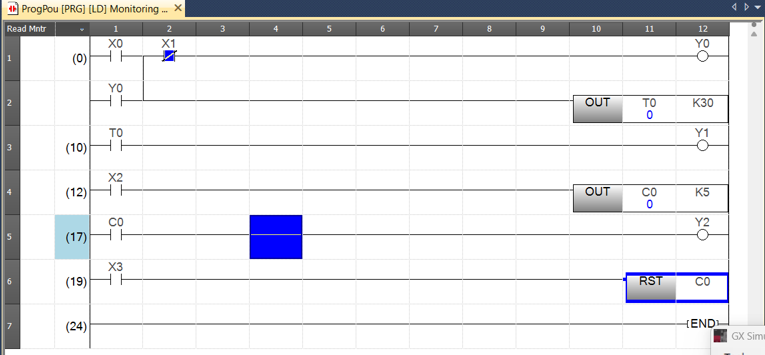 ProgPou [PRG] [LD] Monitoring ...
Read Mntr 1 2 3 4 5 6 7 8 9 10 11 12
X0 X1 Y0
1 (0)
Y0
2 OUT T0 K30
0
T0 Y1
3 (10)
X2
4 (12) OUT C0 K5
0
C0 Y2
5 (17)
X3
6 (19) RST C0
7 (24) {END}
GX Simu